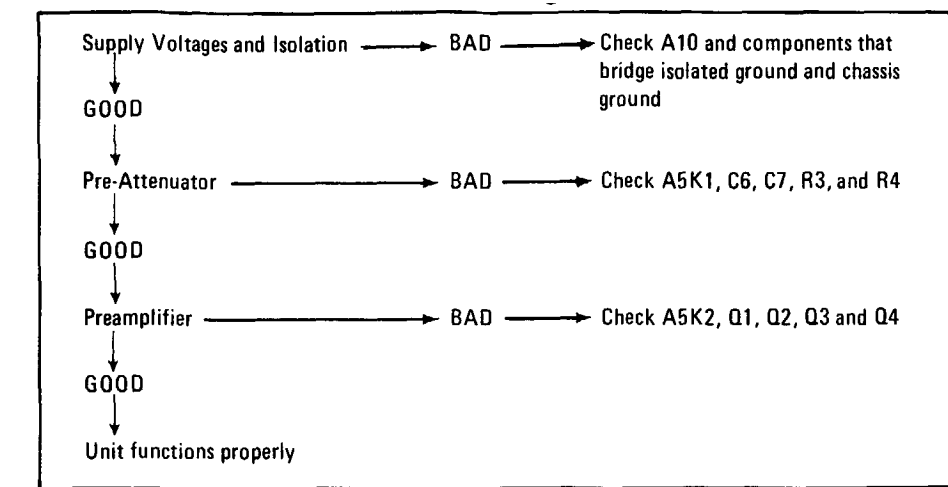 Supply Voltages and Isolation BAD Check A10 and components that
bridge isolated ground and chassis
ground
GOOD
Pre-Attenuator BAD Check A5K1, C6, C7, R3, and R4
GOOD
Preamplifier BAD Check A5K2, Q1, Q2, Q3 and Q4
GOOD
Unit functions properly